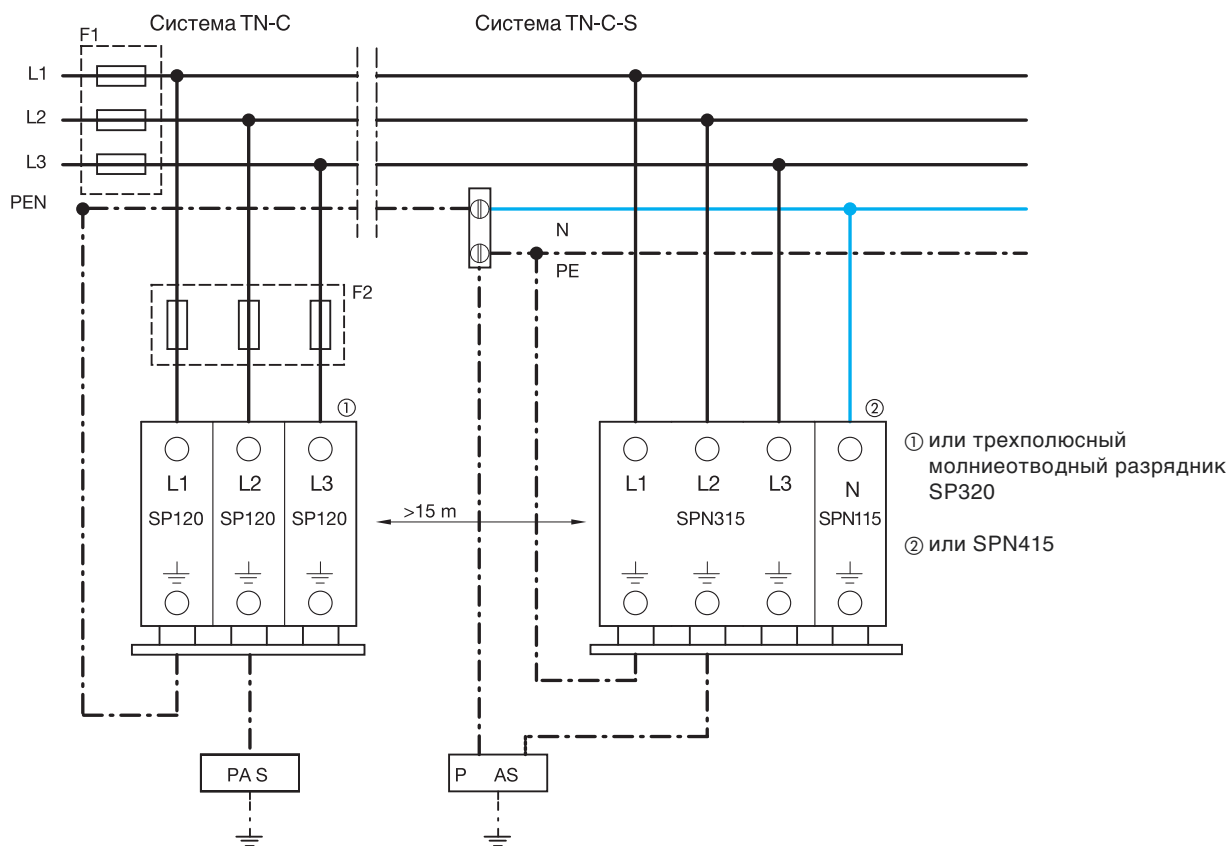 Система TN-C
Система TN-C-S
F1
L1
L2
L3
PEN
N
PE
F2
①
②
L1
L2
L3
SP120
SP120
SP120
>15 m
L1
L2
L3
N
SPN315
SPN115
① или трехполюсный
молниеотводный разрядник
SP320
② или SPN415
PA S
P AS